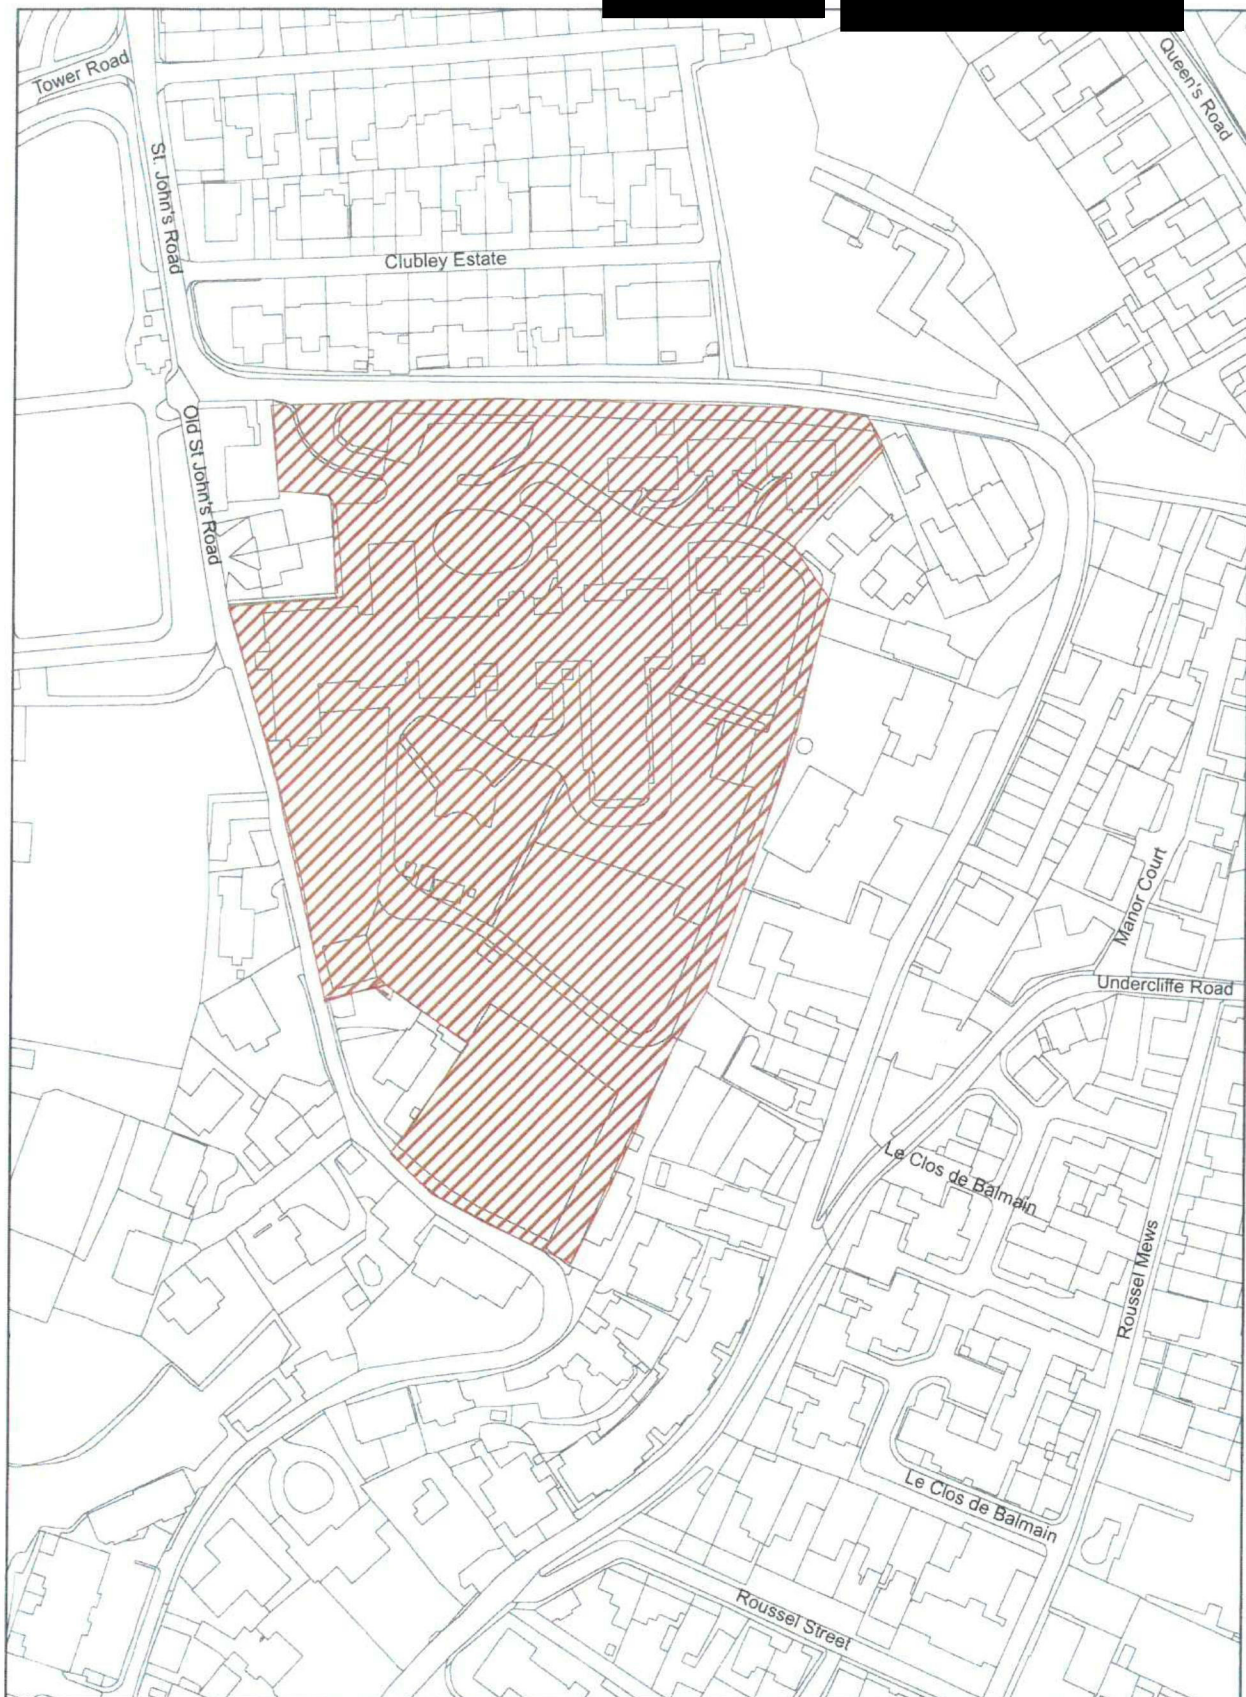 Tower Road
Queen's Road
St. John's Road
Clubley Estate
Old St John's Road
Manor Court
Undercliffe Road
Le Clos de Balmain
Roussel Mews
Le Clos de Balmain
Roussel Street